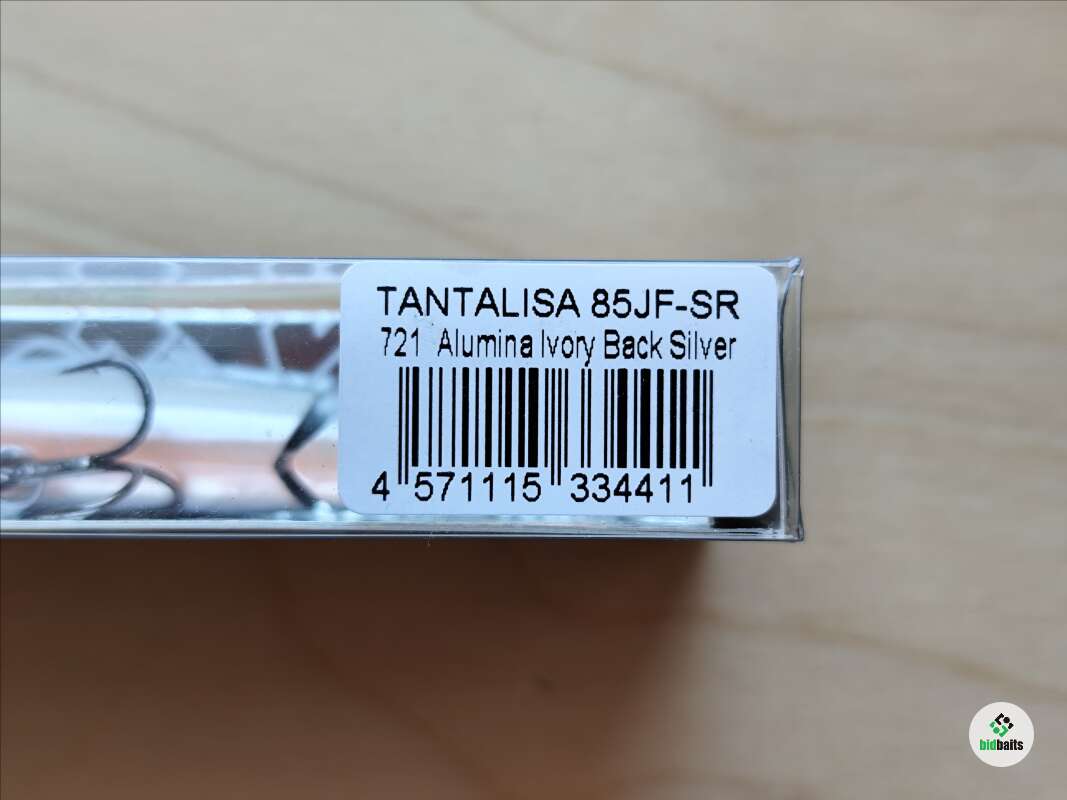 TANTALISA 85JF-SR
721 Alumina Ivory Back Silver
4 571115 334411
bidbaits